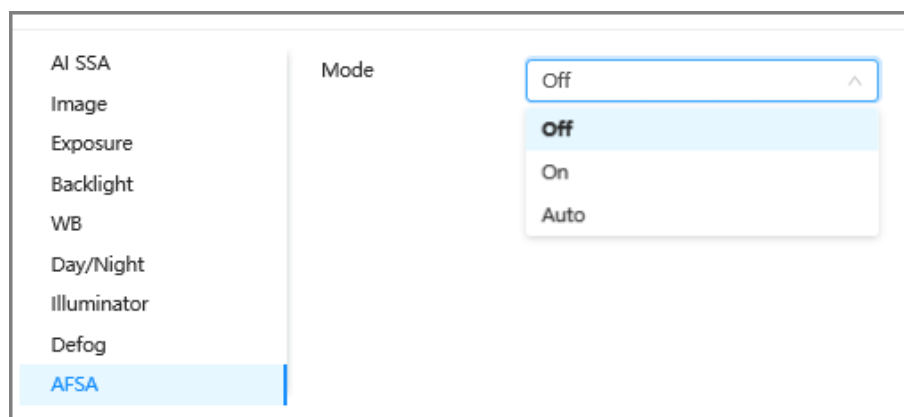 AI SSA
Image
Exposure
Backlight
WB
Day/Night
Illuminator
Defog
AFSA
Mode
Off
Off
On
Auto